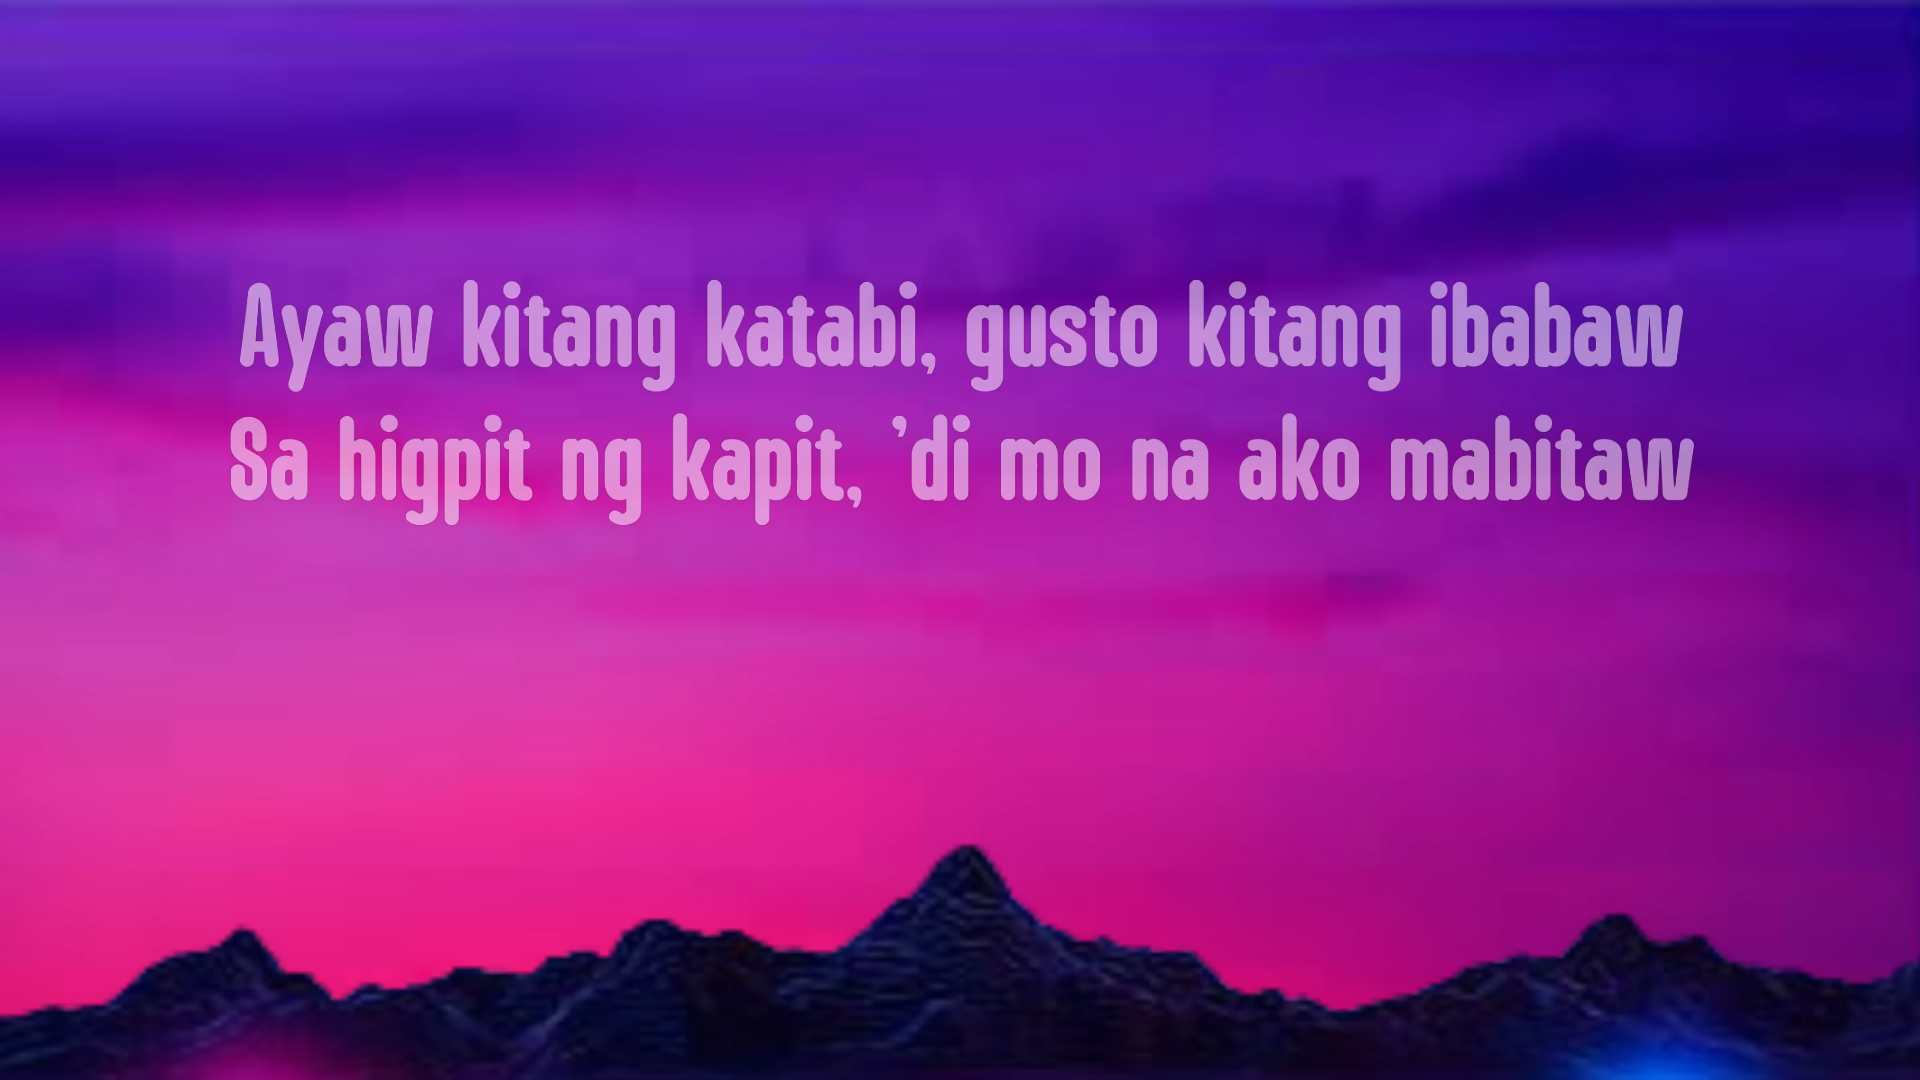 Ayaw kitang katabi, gusto kitang ibabaw
Sa higpit ng kapit, ’di mo na ako mabitaw